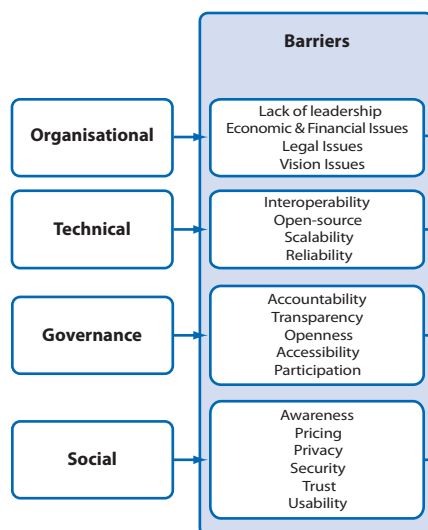 Barriers
Organisational
Lack of leadership
Economic & Financial Issues
Legal Issues
Vision Issues
Technical
Interoperability
Open-source
Scalability
Reliability
Governance
Accountability
Transparency
Openness
Accessibility
Participation
Social
Awareness
Pricing
Privacy
Security
Trust
Usability